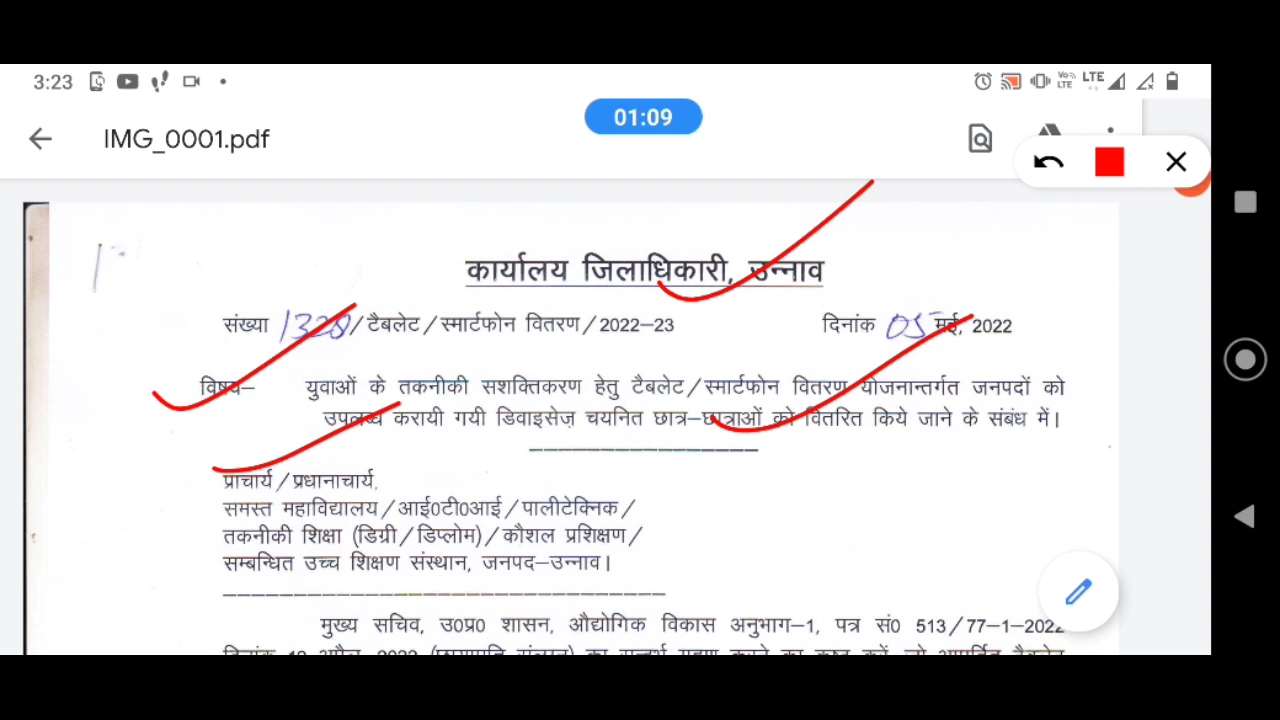 3:23
Vo LTE LTE
01:09
IMG_0001.pdf
कार्यालय जिलाधिकारी, उन्नाव
संख्या 1328/टैबलेट/स्मार्टफोन वितरण/2022–23 दिनांक 05 मई, 2022
विषय– युवाओं के तकनीकी सशक्तिकरण हेतु टैबलेट/स्मार्टफोन वितरण योजनान्तर्गत जनपदों को
उपलब्ध करायी गयी डिवाइसेज़ चयनित छात्र–छात्राओं को वितरित किये जाने के संबंध में।
प्राचार्य/प्रधानाचार्य,
समस्त महाविद्यालय/आई0टी0आई/पालीटेक्निक/
तकनीकी शिक्षा (डिग्री/डिप्लोम)/कौशल प्रशिक्षण/
सम्बन्धित उच्च शिक्षण संस्थान, जनपद–उन्नाव।
मुख्य सचिव, उ0प्र0 शासन, औद्योगिक विकास अनुभाग–1, पत्र सं0 513/77–1–2022